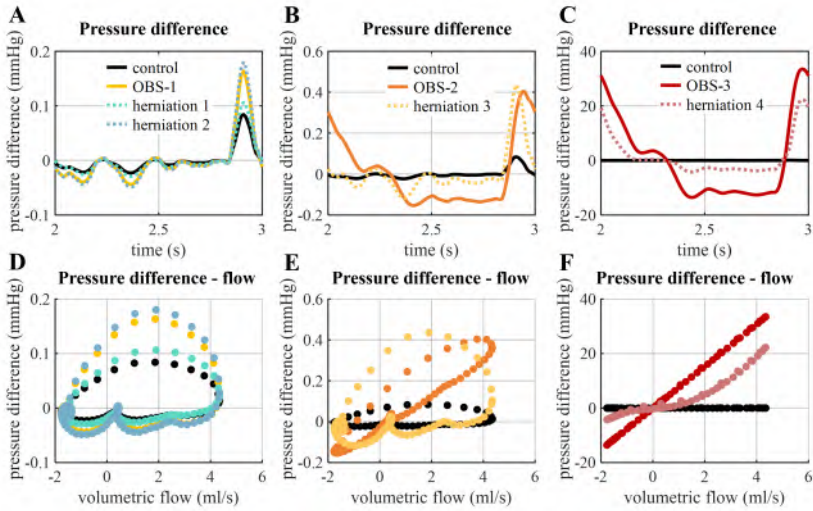 A
Pressure difference
pressure difference (mmHg)
0.2
0.1
0
-0.1
control
OBS-1
herniation 1
herniation 2
2
2.5
3
time (s)
B
Pressure difference
pressure difference (mmHg)
0.6
0.4
0.2
0
-0.2
control
OBS-2
herniation 3
2
2.5
3
time (s)
C
Pressure difference
pressure difference (mmHg)
40
20
0
-20
control
OBS-3
herniation 4
2
2.5
3
time (s)
D
Pressure difference - flow
pressure difference (mmHg)
0.2
0.1
0
-0.1
-2
0
2
4
6
volumetric flow (ml/s)
E
Pressure difference - flow
pressure difference (mmHg)
0.6
0.4
0.2
0
-0.2
-2
0
2
4
6
volumetric flow (ml/s)
F
Pressure difference - flow
pressure difference (mmHg)
40
20
0
-20
-2
0
2
4
6
volumetric flow (ml/s)